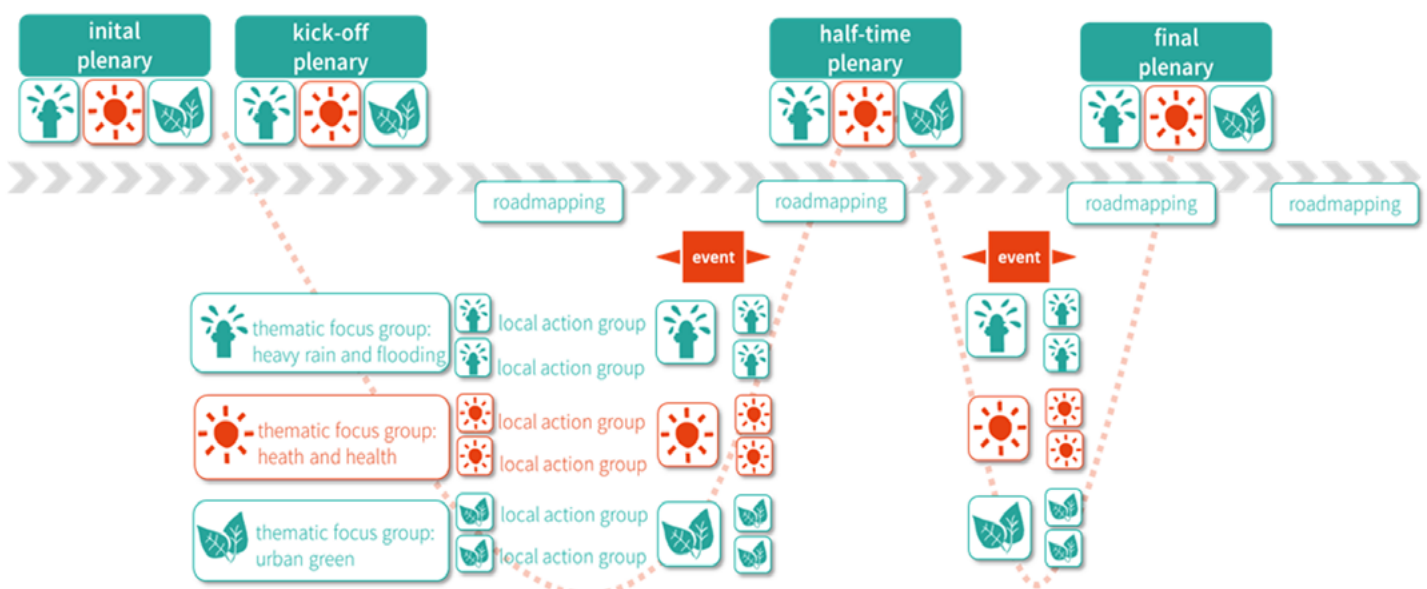 inital
plenary
kick-off
plenary
half-time
plenary
final
plenary
roadmapping
roadmapping
roadmapping
roadmapping
event
event
thematic focus group:
heavy rain and flooding
local action group
local action group
thematic focus group:
heath and health
local action group
local action group
thematic focus group:
urban green
local action group
local action group